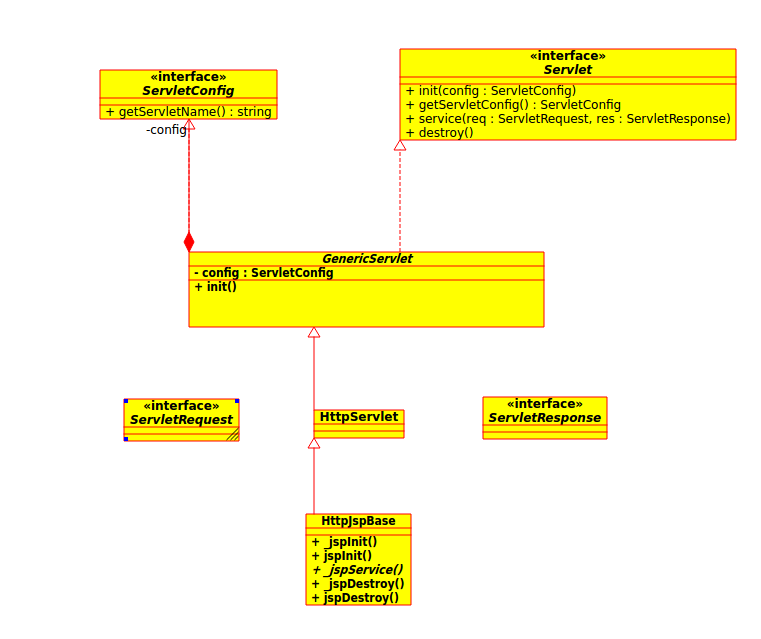 «interface»
ServletConfig
+ getServletName() : string
-config
«interface»
Servlet
+ init(config : ServletConfig)
+ getServletConfig() : ServletConfig
+ service(req : ServletRequest, res : ServletResponse)
+ destroy()
GenericServlet
- config : ServletConfig
+ init()
«interface»
ServletRequest
HttpServlet
«interface»
ServletResponse
HttpJspBase
+ _jspInit()
+ jspInit()
+ _jspService()
+ _jspDestroy()
+ jspDestroy()